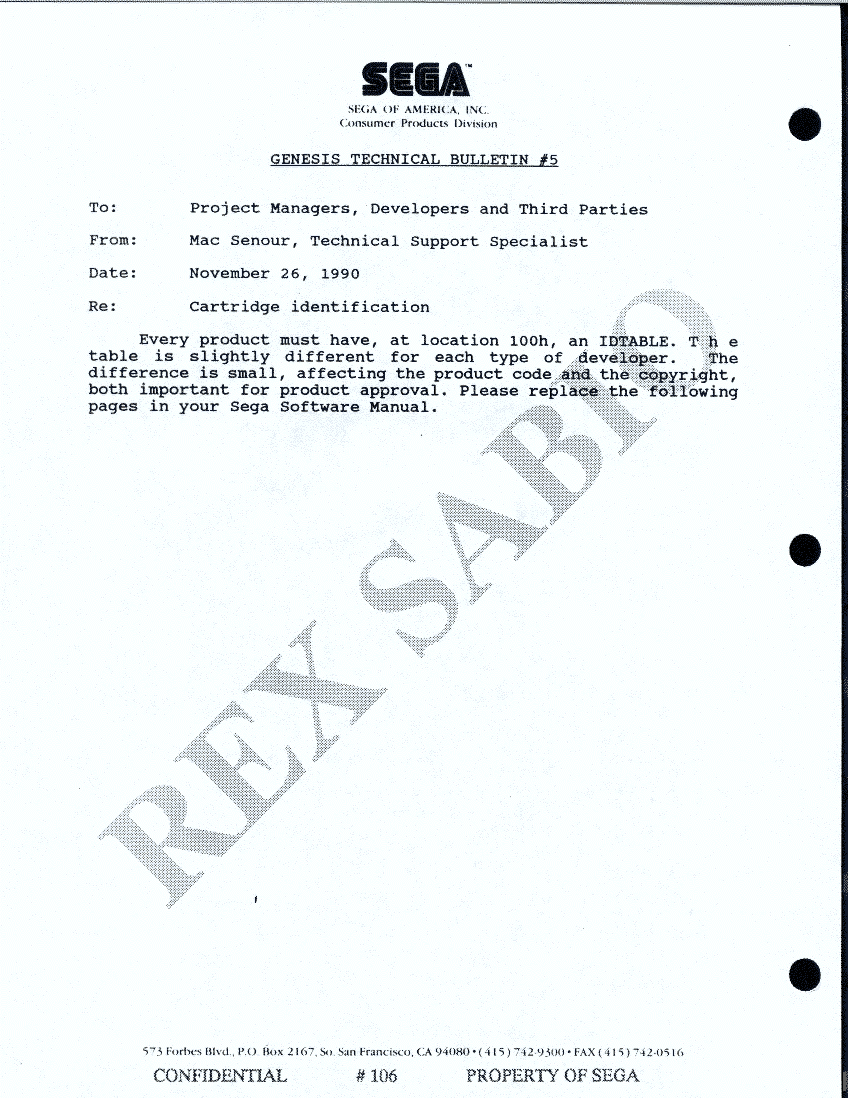 SEGA™
SEGA OF AMERICA, INC.
Consumer Products Division
GENESIS TECHNICAL BULLETIN #5
To: Project Managers, Developers and Third Parties
From: Mac Senour, Technical Support Specialist
Date: November 26, 1990
Re: Cartridge identification
Every product must have, at location 100h, an IDTABLE. T h e
table is slightly different for each type of developer. The
difference is small, affecting the product code and the copyright,
both important for product approval. Please replace the following
pages in your Sega Software Manual.
REX SABIO
573 Forbes Blvd., P.O. Box 2167, So. San Francisco, CA 94080 • (415) 742-9300 • FAX (415) 742-0516
CONFIDENTIAL # 106 PROPERTY OF SEGA